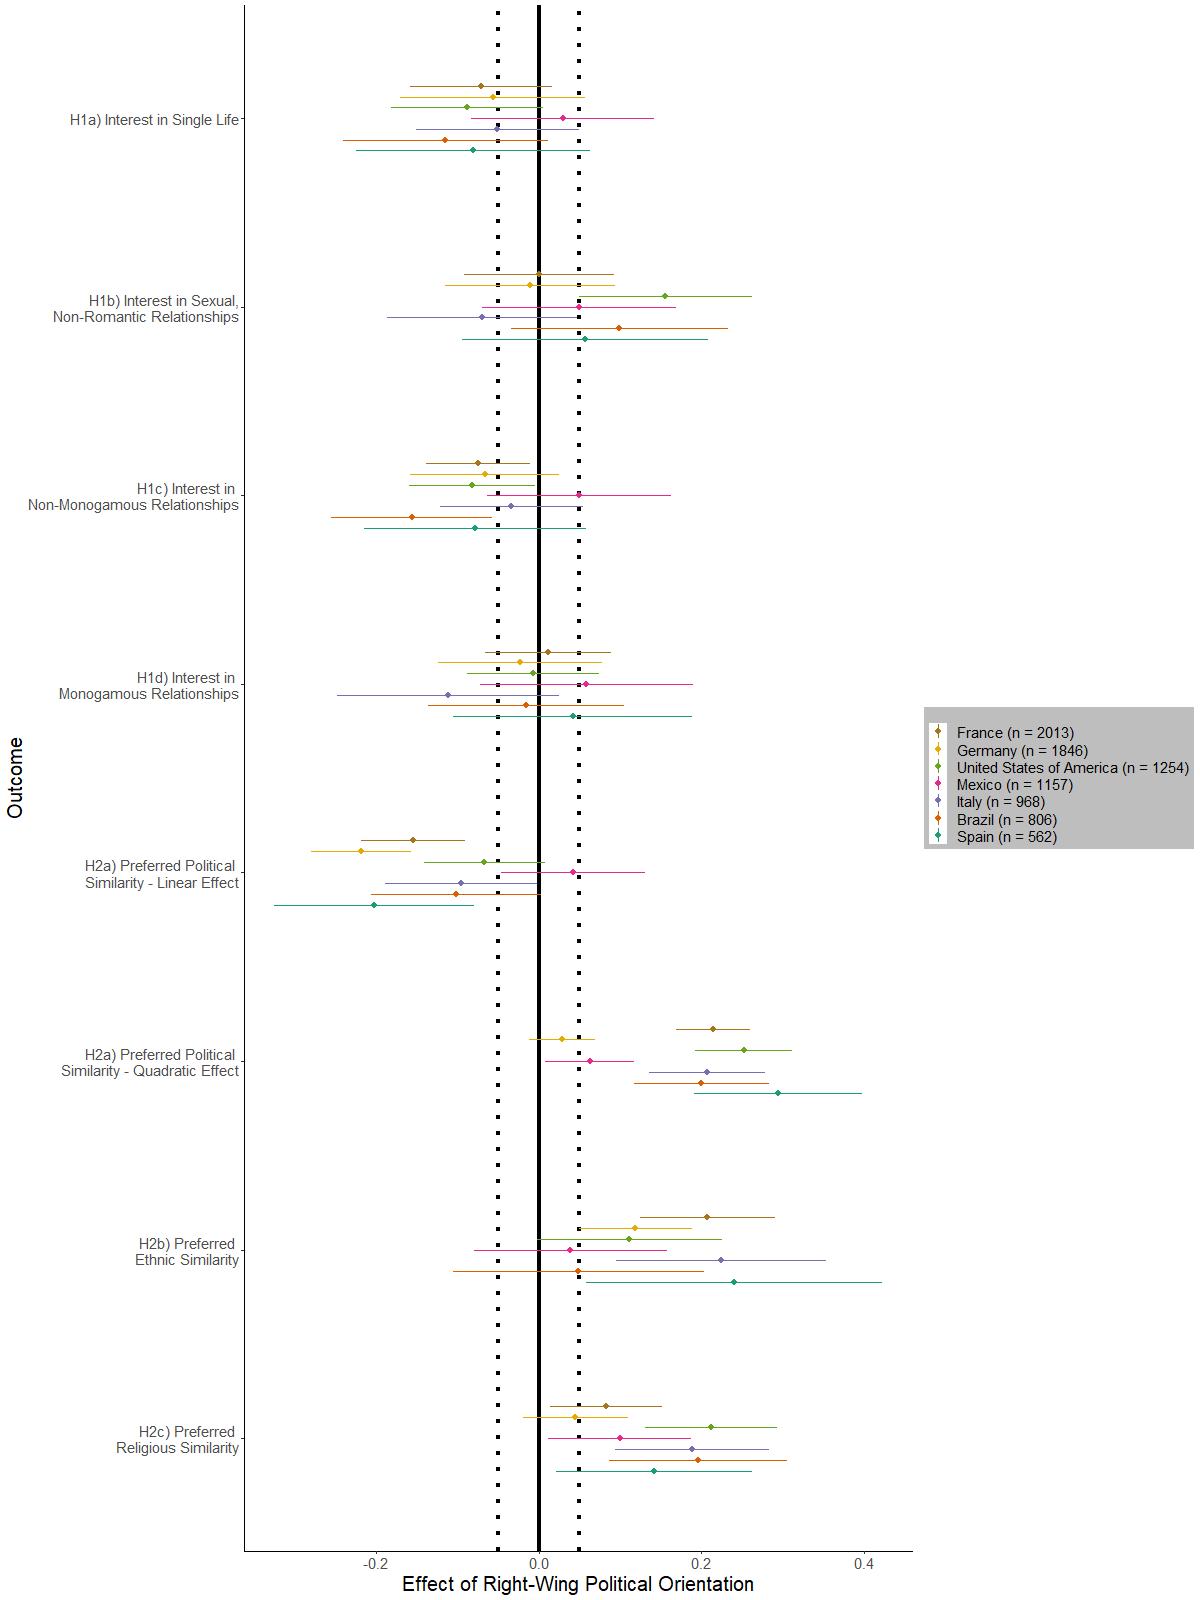 H1a) Interest in Single Life
H1b) Interest in Sexual,
Non-Romantic Relationships
H1c) Interest in
Non-Monogamous Relationships
H1d) Interest in
Monogamous Relationships
H2a) Preferred Political
Similarity - Linear Effect
H2a) Preferred Political
Similarity - Quadratic Effect
H2b) Preferred
Ethnic Similarity
H2c) Preferred
Religious Similarity
Outcome
-0.2
0.0
0.2
0.4
Effect of Right-Wing Political Orientation
France (n = 2013)
Germany (n = 1846)
United States of America (n = 1254)
Mexico (n = 1157)
Italy (n = 968)
Brazil (n = 806)
Spain (n = 562)